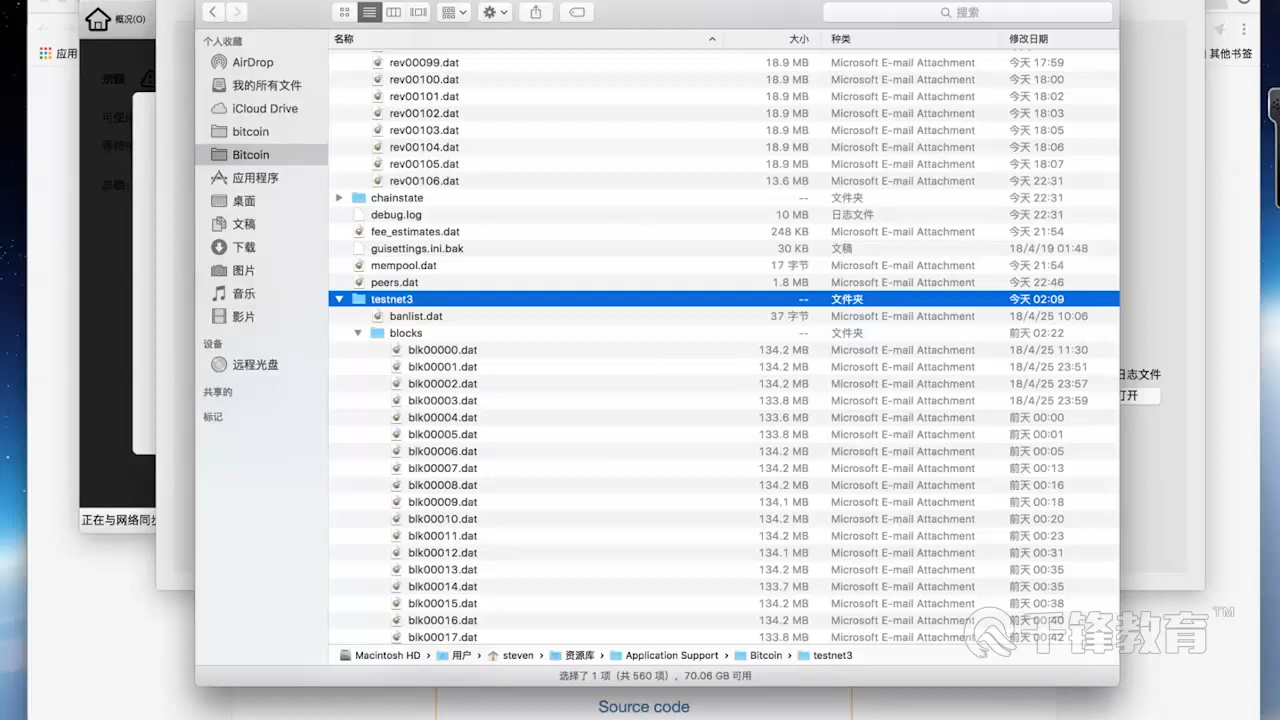 概况(O)
搜索
应用
其他书签
个人收藏
AirDrop
我的所有文件
iCloud Drive
bitcoin
Bitcoin
应用程序
桌面
文稿
下载
图片
音乐
影片
设备
远程光盘
共享的
标记
名称 大小 种类 修改日期
rev00099.dat 18.9 MB Microsoft E-mail Attachment 今天 17:59
rev00100.dat 18.9 MB Microsoft E-mail Attachment 今天 18:00
rev00101.dat 18.9 MB Microsoft E-mail Attachment 今天 18:02
rev00102.dat 18.9 MB Microsoft E-mail Attachment 今天 18:03
rev00103.dat 18.9 MB Microsoft E-mail Attachment 今天 18:05
rev00104.dat 18.9 MB Microsoft E-mail Attachment 今天 18:06
rev00105.dat 18.9 MB Microsoft E-mail Attachment 今天 18:07
rev00106.dat 13.6 MB Microsoft E-mail Attachment 今天 22:31
chainstate -- 文件夹 今天 22:31
debug.log 10 MB 日志文件 今天 22:31
fee_estimates.dat 248 KB Microsoft E-mail Attachment 今天 21:54
guisettings.ini.bak 30 KB 文稿 18/4/19 01:48
mempool.dat 17 字节 Microsoft E-mail Attachment 今天 21:54
peers.dat 1.8 MB Microsoft E-mail Attachment 今天 22:46
testnet3 -- 文件夹 今天 02:09
banlist.dat 37 字节 Microsoft E-mail Attachment 18/4/25 10:06
blocks -- 文件夹 前天 02:22
blk00000.dat 134.2 MB Microsoft E-mail Attachment 18/4/25 11:30
blk00001.dat 134.2 MB Microsoft E-mail Attachment 18/4/25 23:51
blk00002.dat 134.2 MB Microsoft E-mail Attachment 18/4/25 23:57
blk00003.dat 133.8 MB Microsoft E-mail Attachment 18/4/25 23:59
blk00004.dat 133.6 MB Microsoft E-mail Attachment 前天 00:00
blk00005.dat 133.8 MB Microsoft E-mail Attachment 前天 00:01
blk00006.dat 134.2 MB Microsoft E-mail Attachment 前天 00:05
blk00007.dat 134.2 MB Microsoft E-mail Attachment 前天 00:13
blk00008.dat 134.2 MB Microsoft E-mail Attachment 前天 00:16
blk00009.dat 134.1 MB Microsoft E-mail Attachment 前天 00:18
blk00010.dat 134.2 MB Microsoft E-mail Attachment 前天 00:20
blk00011.dat 134.2 MB Microsoft E-mail Attachment 前天 00:23
blk00012.dat 134.1 MB Microsoft E-mail Attachment 前天 00:31
blk00013.dat 134.2 MB Microsoft E-mail Attachment 前天 00:35
blk00014.dat 133.7 MB Microsoft E-mail Attachment 前天 00:35
blk00015.dat 134.2 MB Microsoft E-mail Attachment 前天 00:38
blk00016.dat 134.2 MB Microsoft E-mail Attachment 前天 00:40
blk00017.dat 133.8 MB Microsoft E-mail Attachment 前天 00:42
Macintosh HD › 用户 › steven › 资源库 › Application Support › Bitcoin › testnet3
选择了 1 项（共 560 项），70.06 GB 可用
日志文件
打开
正在与网络同步
千锋教育™
Source code